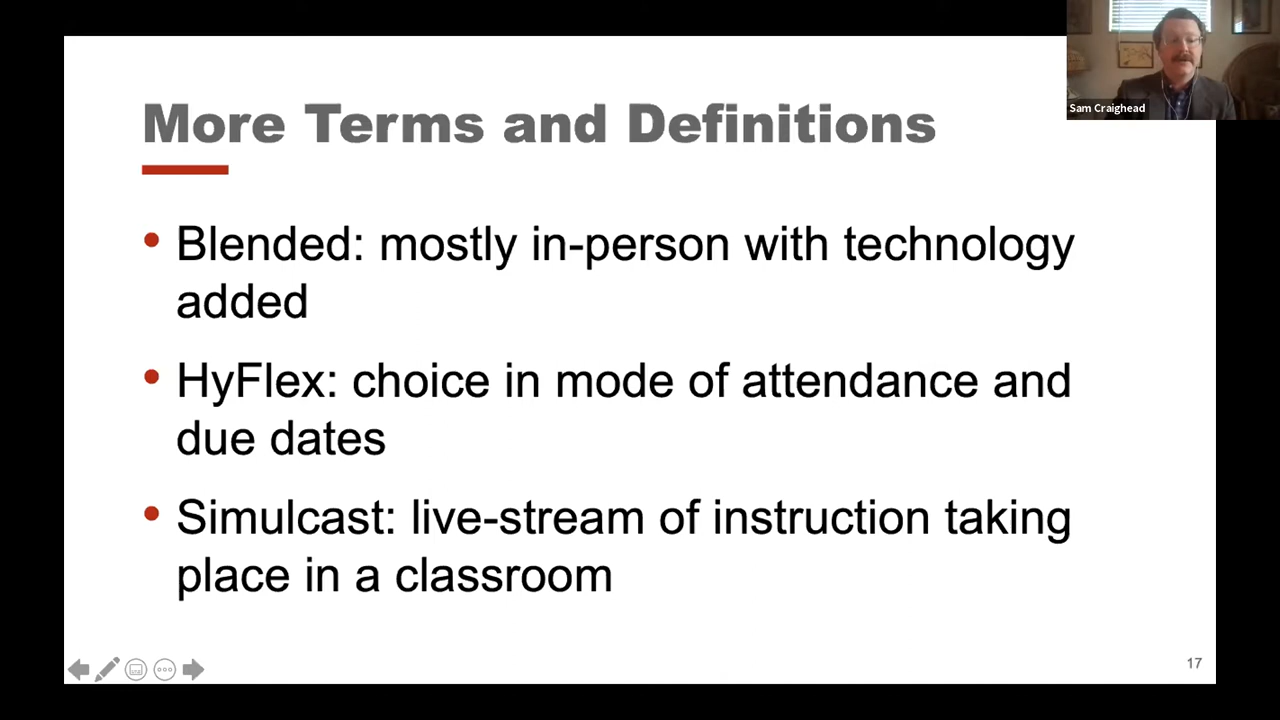 Sam Craighead
More Terms and Definitions
• Blended: mostly in-person with technology
added
• HyFlex: choice in mode of attendance and
due dates
• Simulcast: live-stream of instruction taking
place in a classroom
17